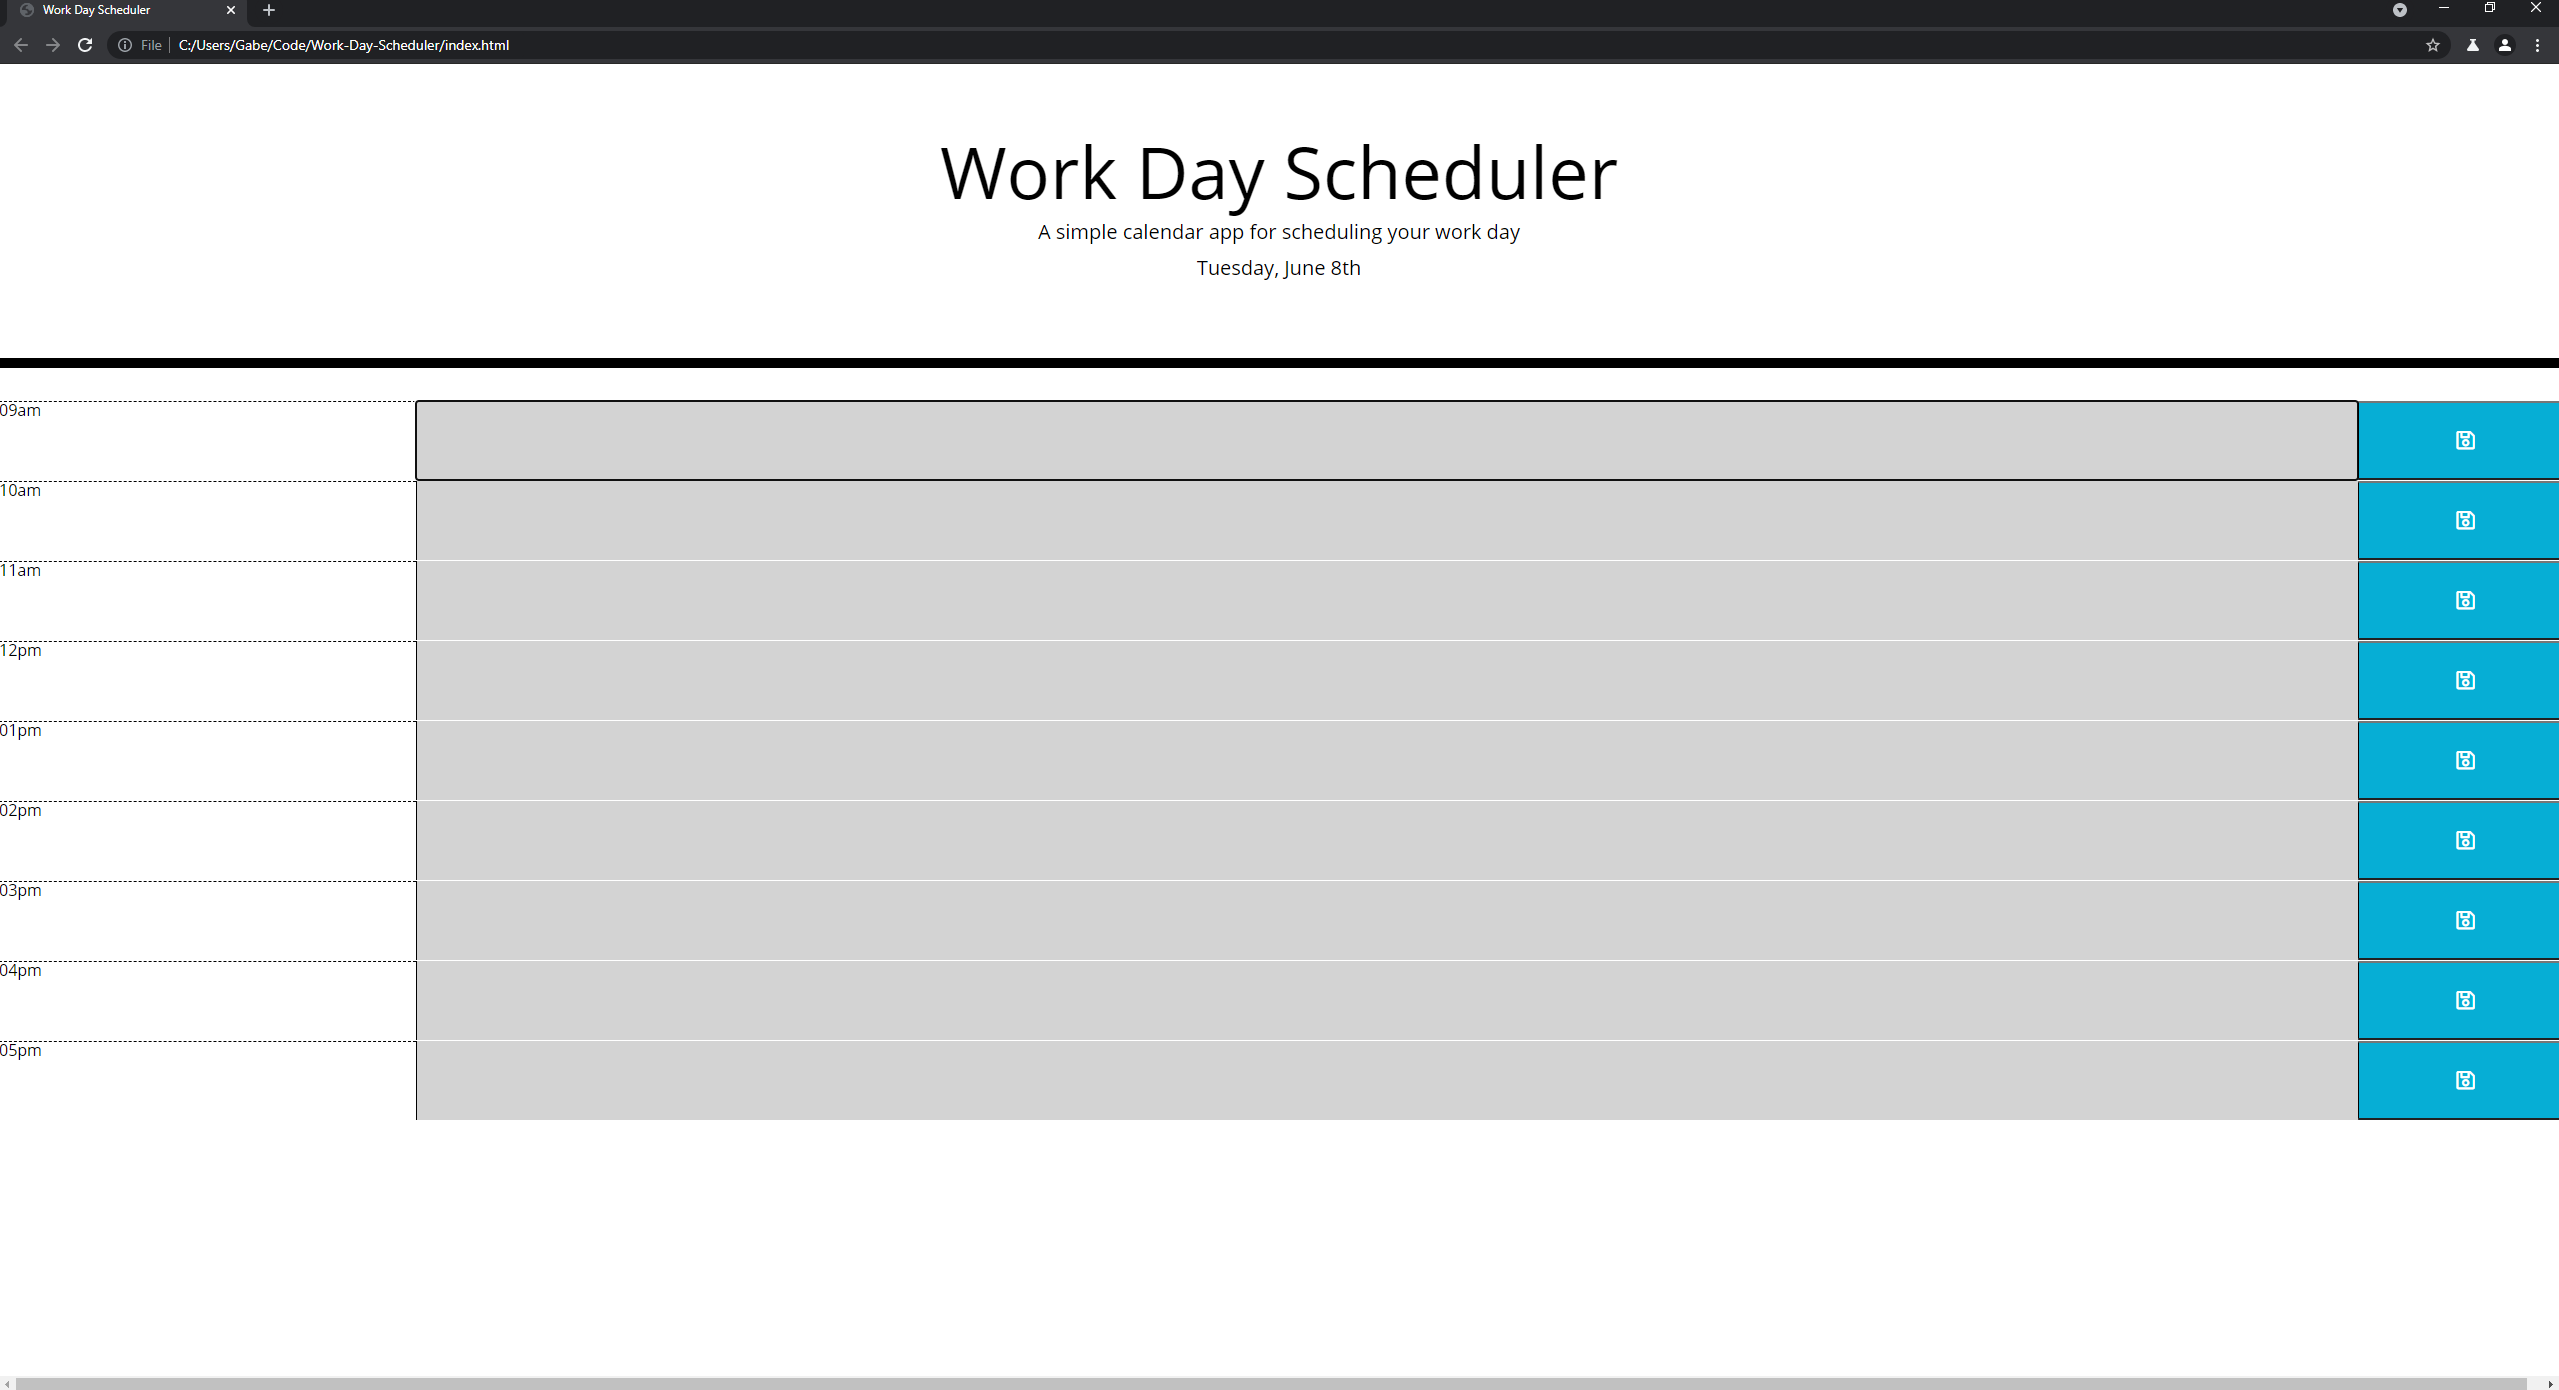 Work Day Scheduler
File C:/Users/Gabe/Code/Work-Day-Scheduler/index.html
Work Day Scheduler
A simple calendar app for scheduling your work day
Tuesday, June 8th
09am
10am
11am
12pm
01pm
02pm
03pm
04pm
05pm